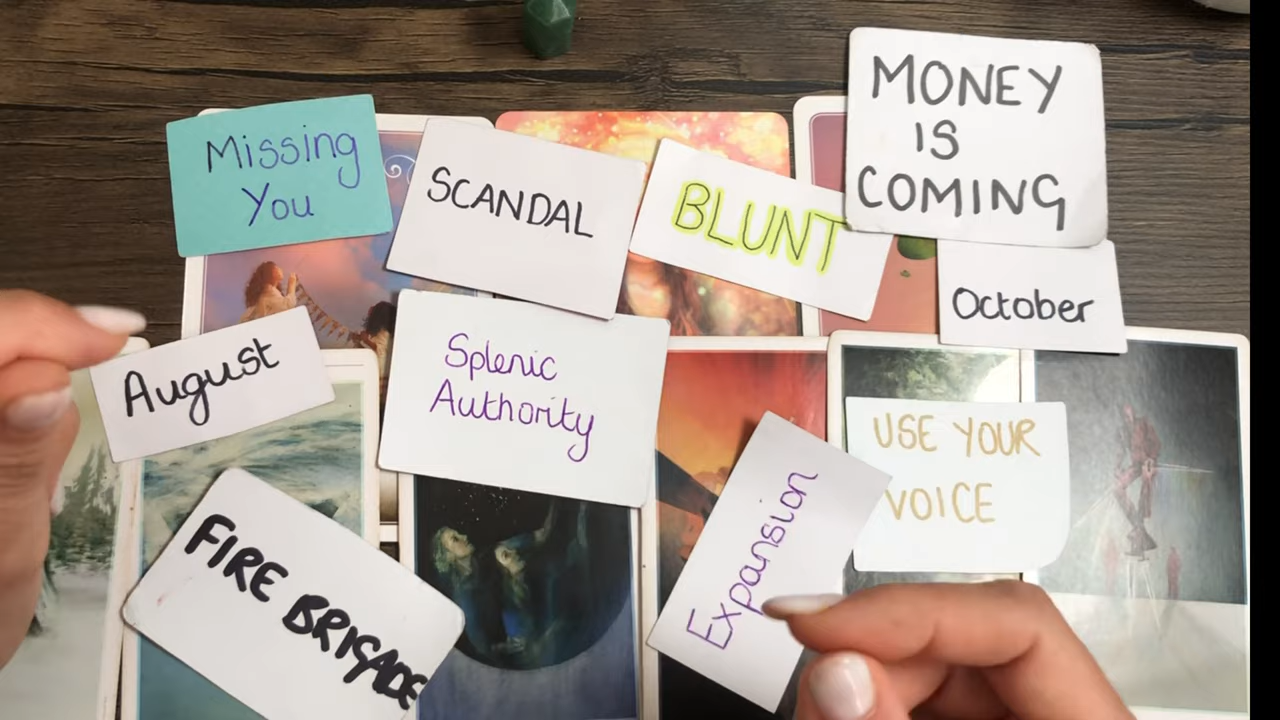 Missing
You
SCANDAL
BLUNT
MONEY
IS
COMING
October
August
Splenic
Authority
USE YOUR
VOICE
Expansion
FIRE BRIGADE